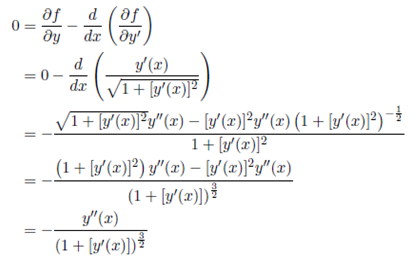 0 = ∂f/∂y − d/dx (∂f/∂y′)
= 0 − d/dx (y′(x)/√(1 + [y′(x)]²))
= − (√(1 + [y′(x)]²) y″(x) − [y′(x)]² y″(x) (1 + [y′(x)]²)^(−1/2))/(1 + [y′(x)]²)
= − ((1 + [y′(x)]²) y″(x) − [y′(x)]² y″(x))/(1 + [y′(x)])^(3/2)
= − y″(x)/(1 + [y′(x)])^(3/2)